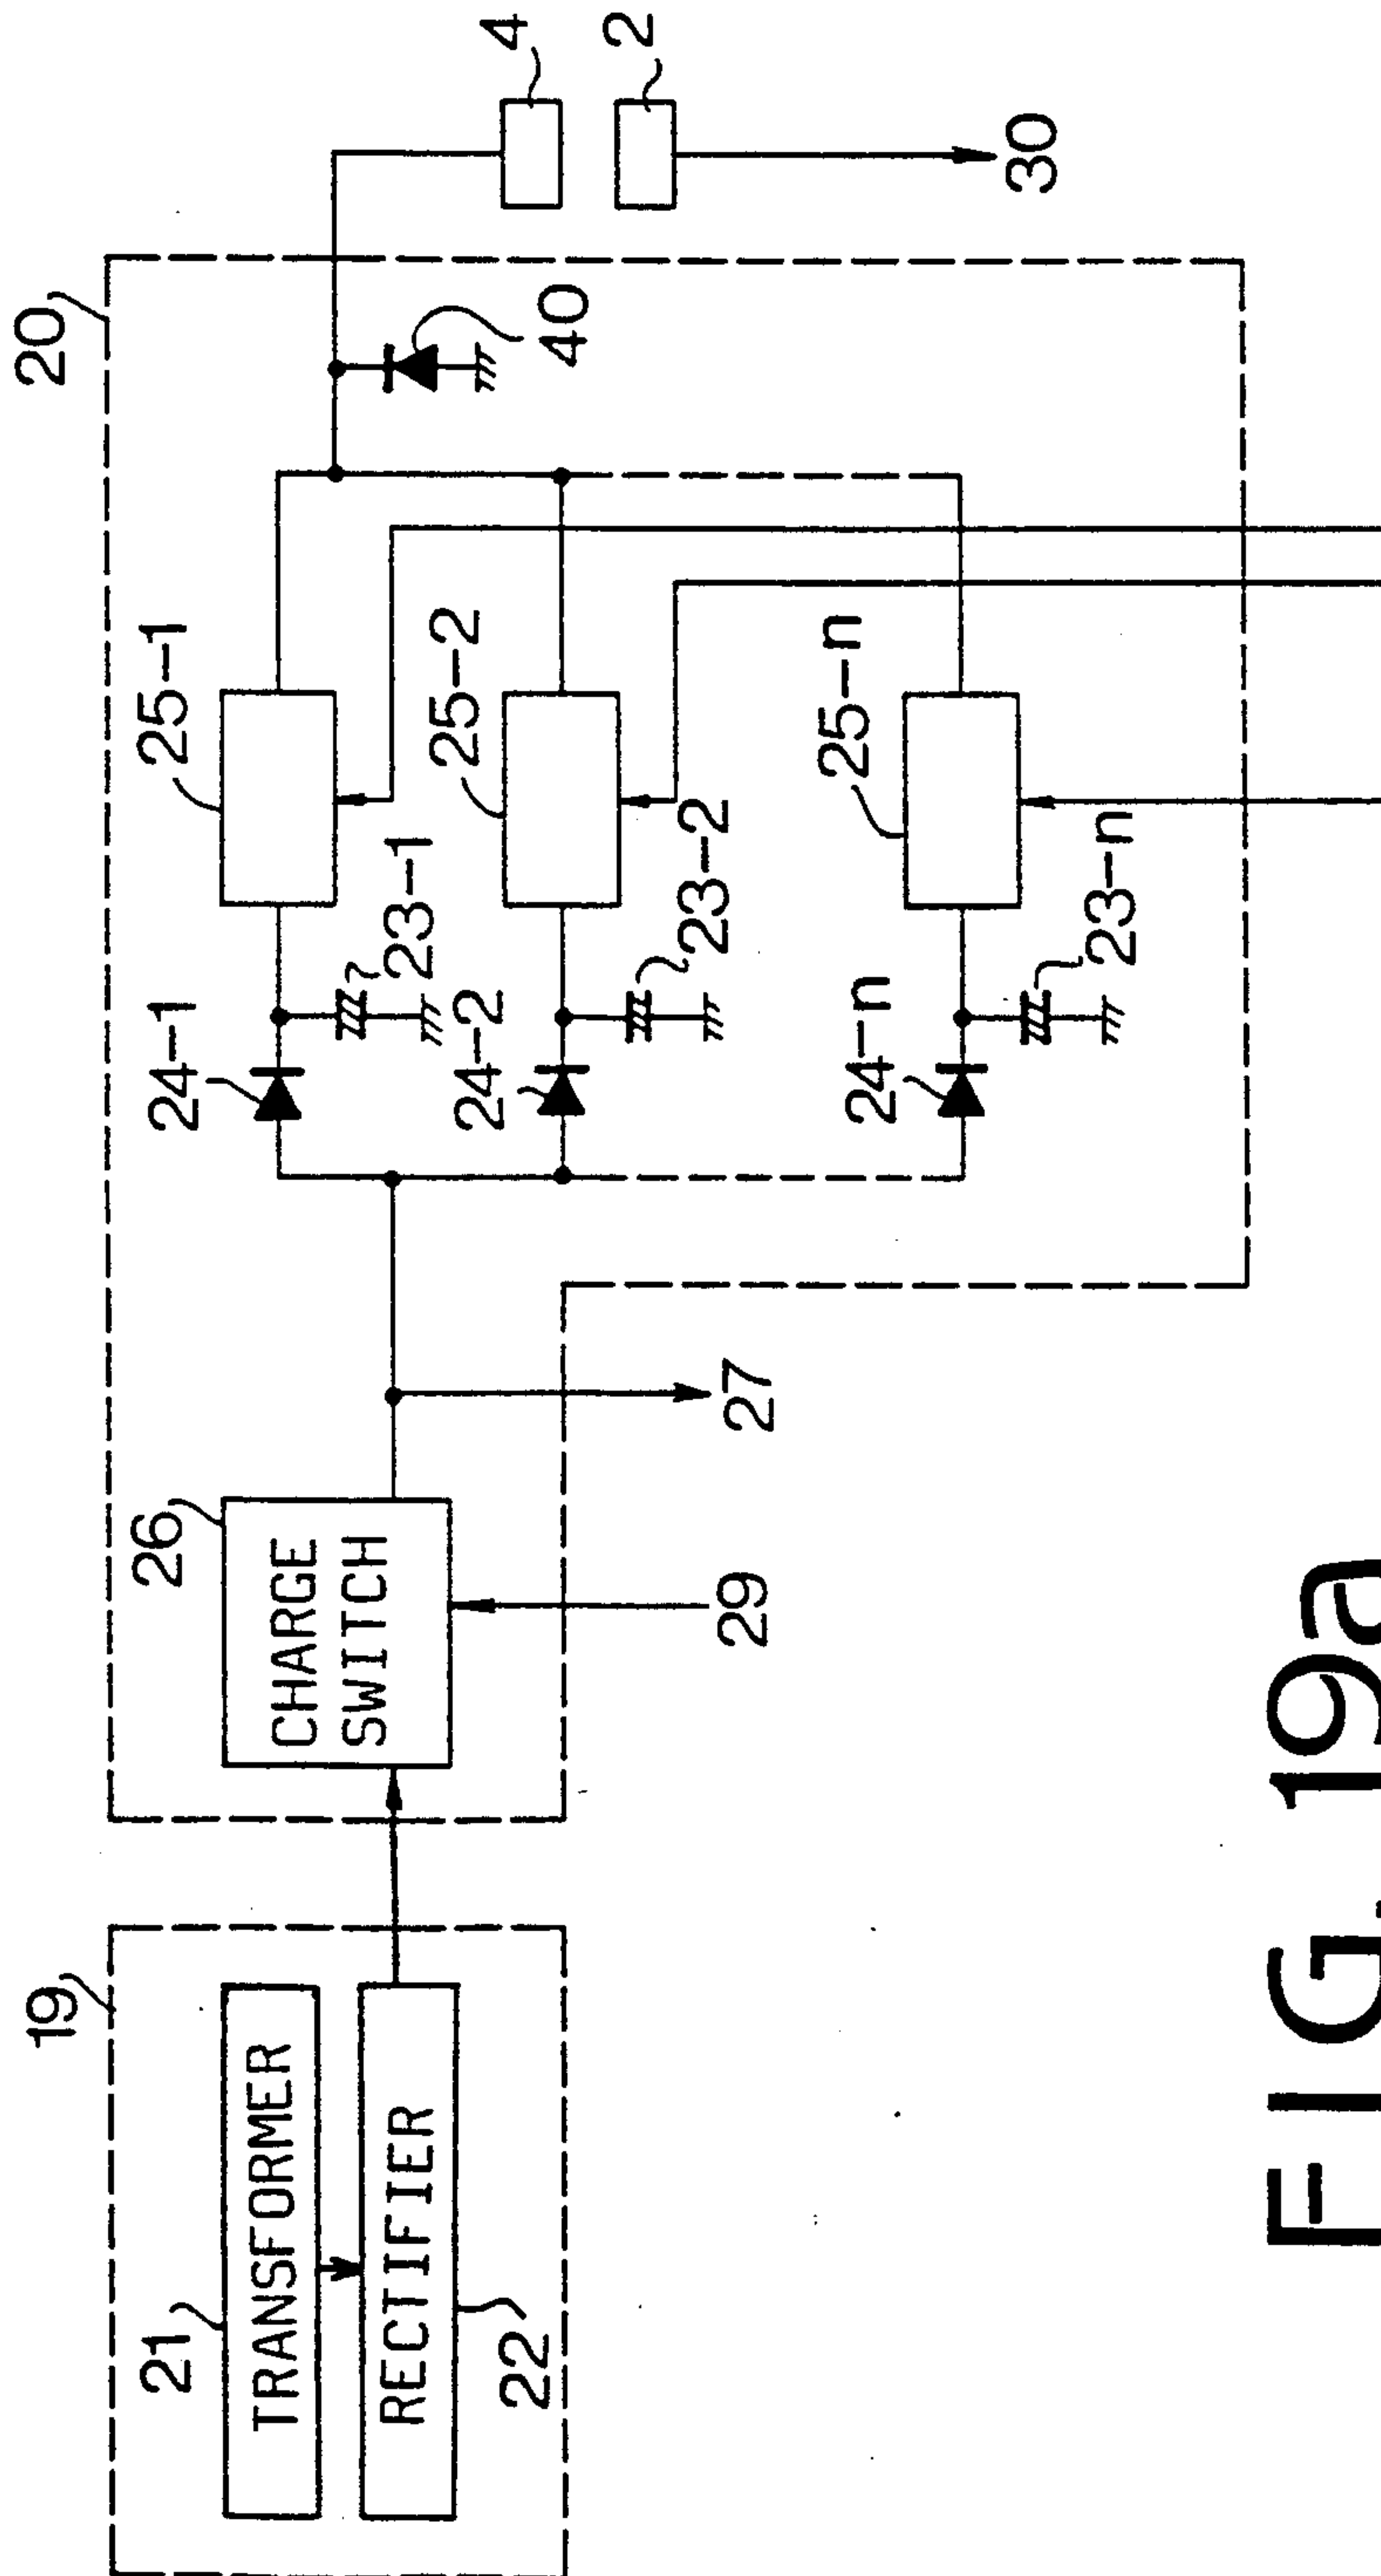 19
21
TRANSFORMER
RECTIFIER
22
20
26
CHARGE
SWITCH
29
27
24-1
23-1
25-1
24-2
23-2
25-2
24-n
23-n
25-n
40
4
2
30
FIG. 19a